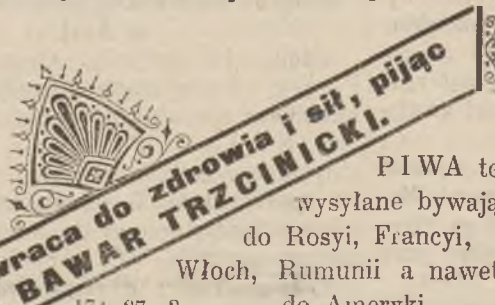 wraca do zdrowia i sił, pijąc
BAWAR TRZCINICKI.
PIWA te
wysyłane bywają
do Rosyi, Francyi,
Włoch, Rumunii a nawet
do Ameryki